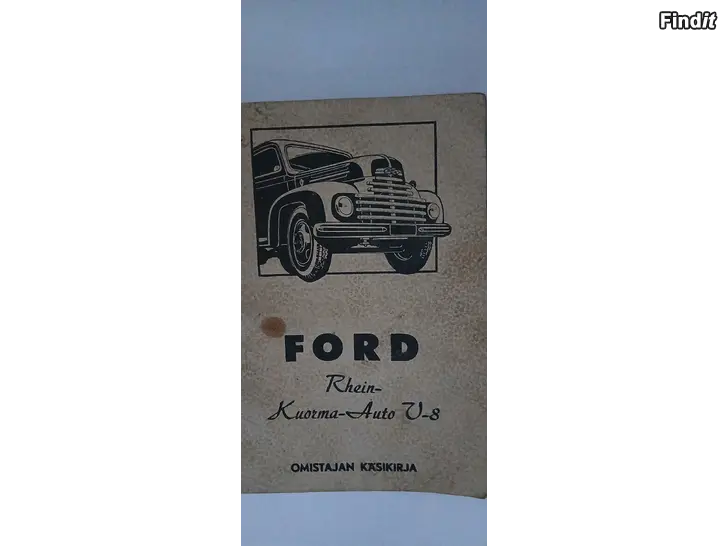 Findit
FORD
Rhein-
Kuorma-Auto V-8
OMISTAJAN KÄSIKIRJA